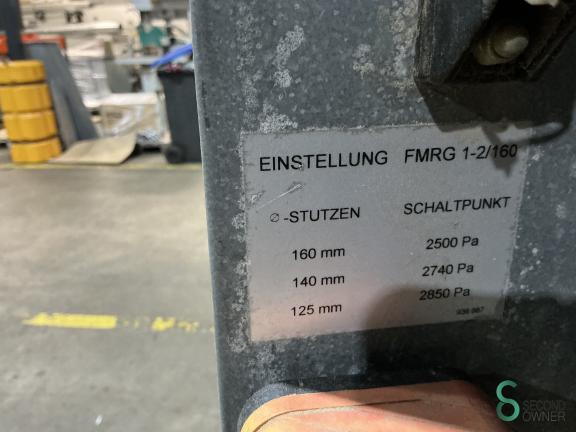 EINSTELLUNG FMRG 1-2/160
⌀-STUTZEN SCHALTPUNKT
160 mm 2500 Pa
140 mm 2740 Pa
125 mm 2850 Pa
SECOND
OWNER